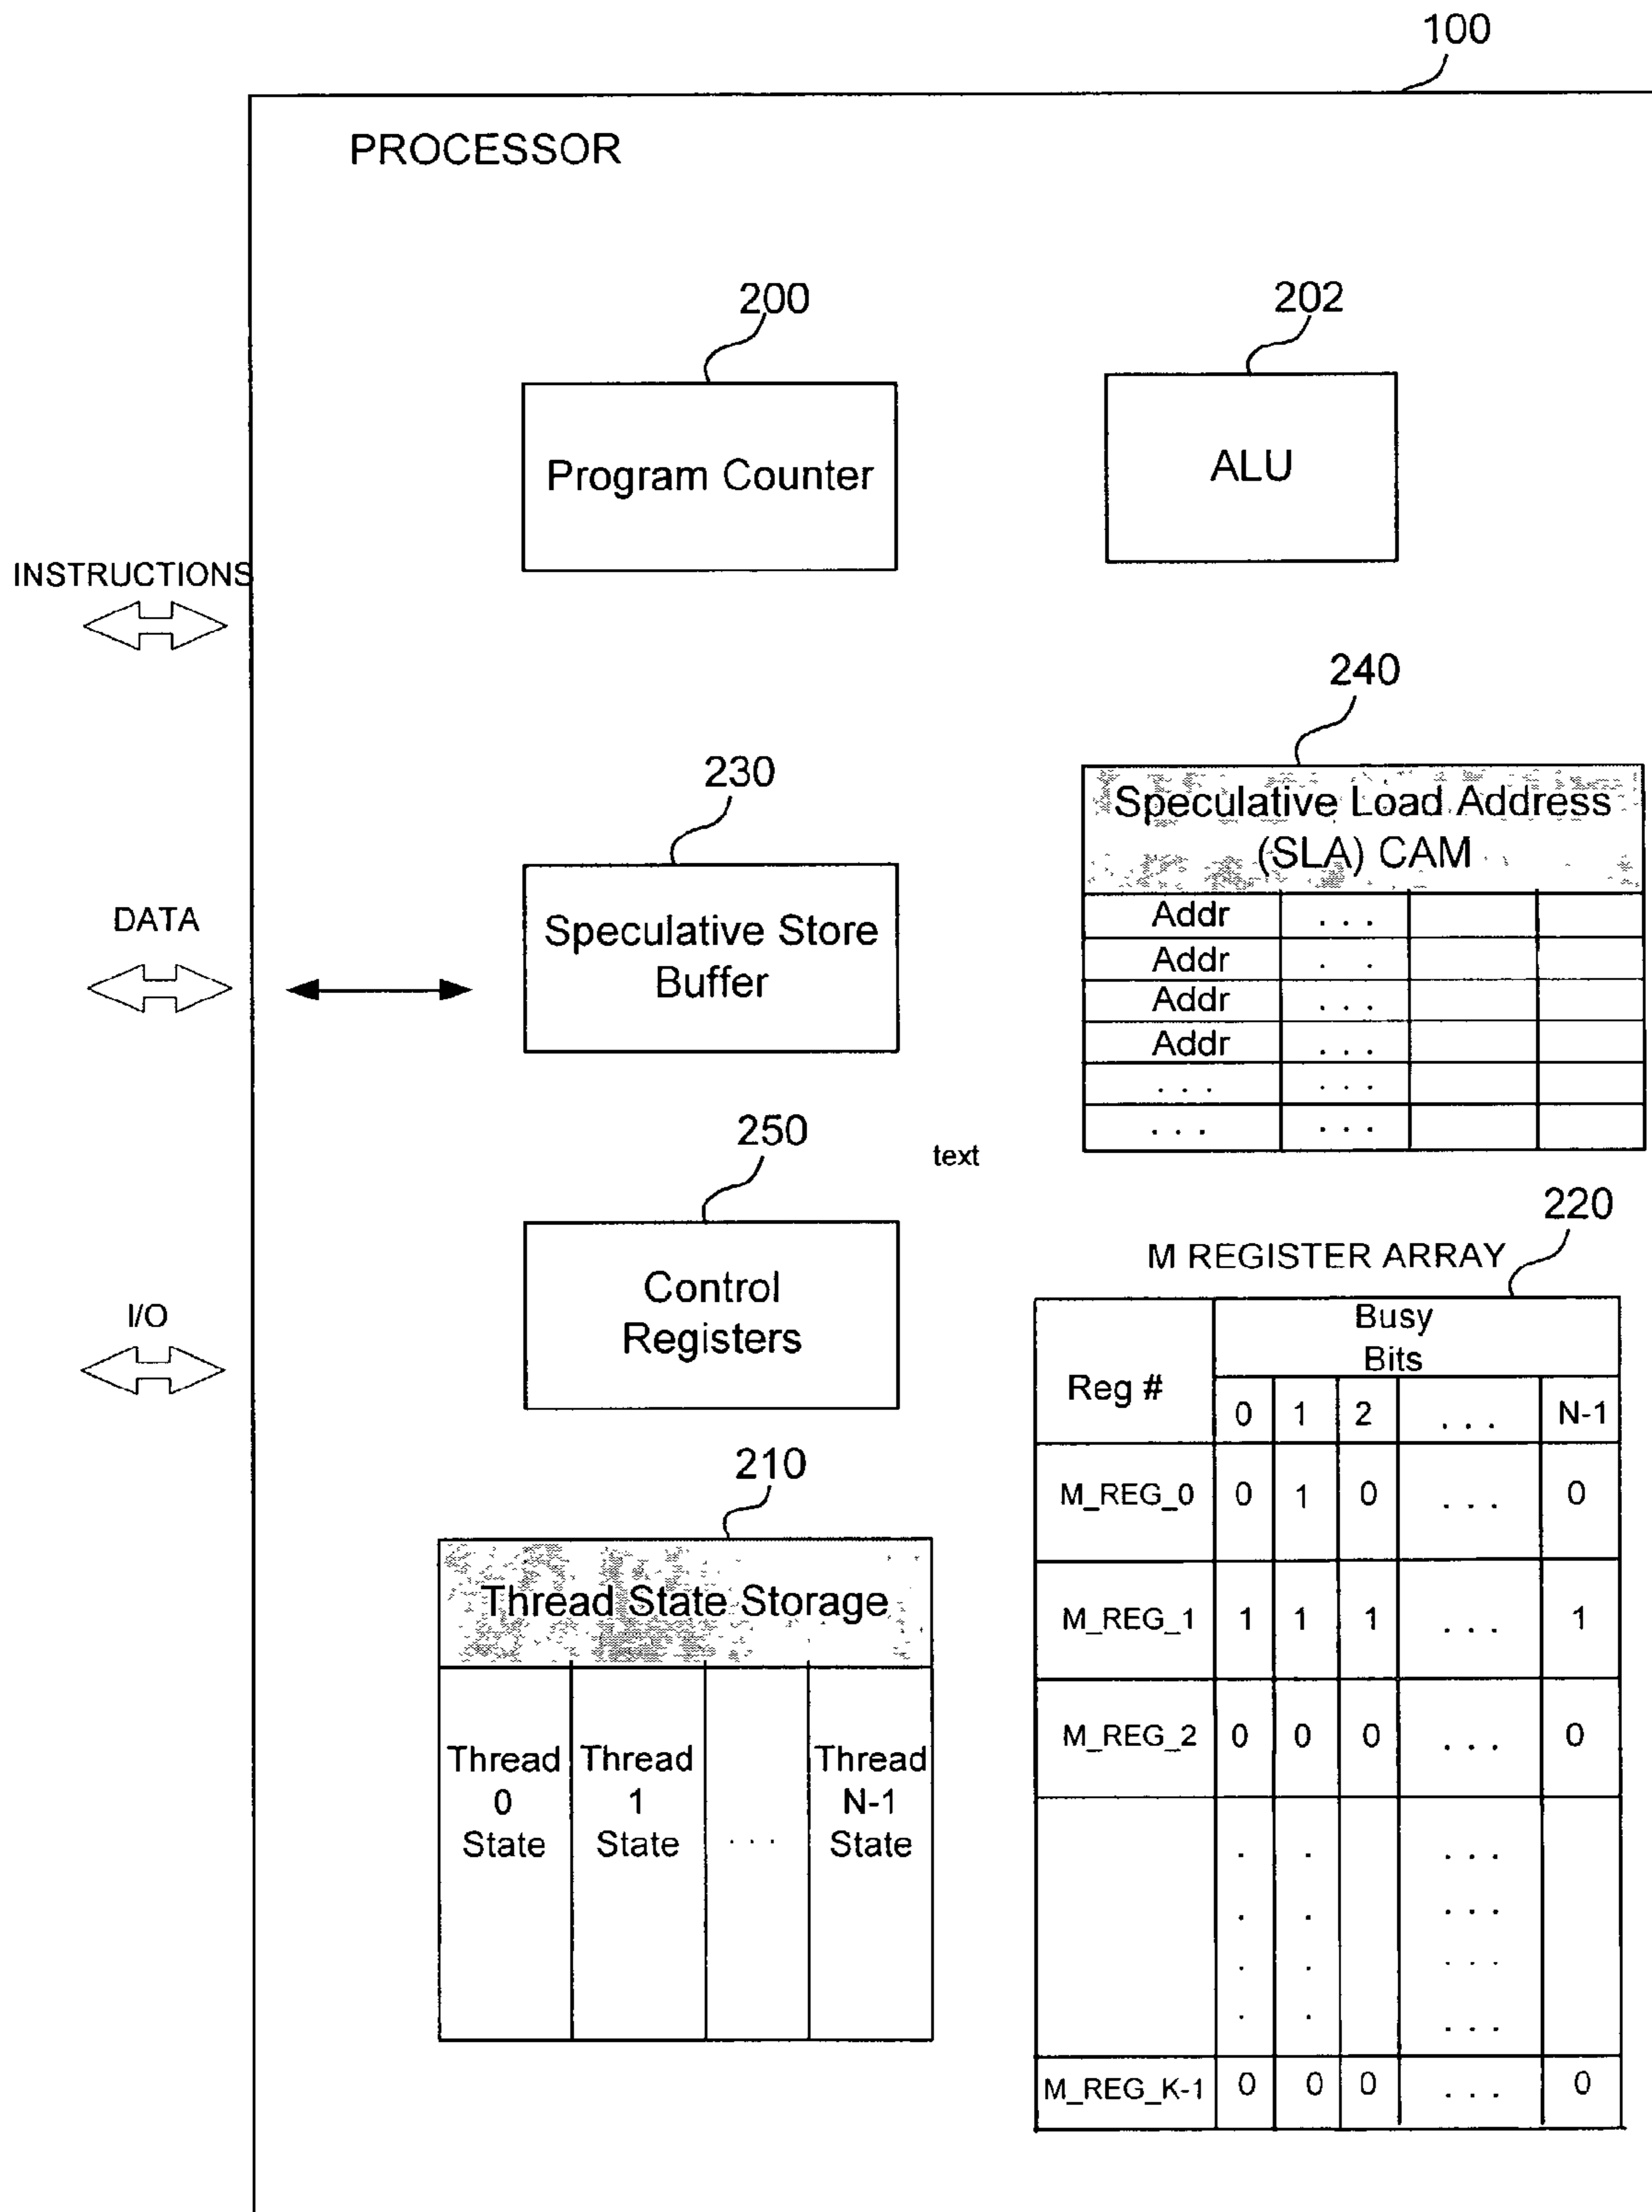 100
PROCESSOR
200
202
Program Counter
ALU
INSTRUCTIONS
240
230
Speculative Load Address
(SLA) CAM
DATA
Speculative Store
Buffer
Addr . . .
Addr . .
Addr . . .
Addr . . .
. . . . . .
. . . . . .
250
text
220
M REGISTER ARRAY
I/O
Control
Registers
Reg #
Busy
Bits
0 1 2 . . . N-1
M_REG_0 0 1 0 . . . 0
M_REG_1 1 1 1 . . . 1
M_REG_2 0 0 0 . . . 0
. . . . .
. . . . .
. . . . .
. . . . .
M_REG_K-1 0 0 0 . . . 0
210
Thread State Storage
Thread
0
State
Thread
1
State
. . .
Thread
N-1
State